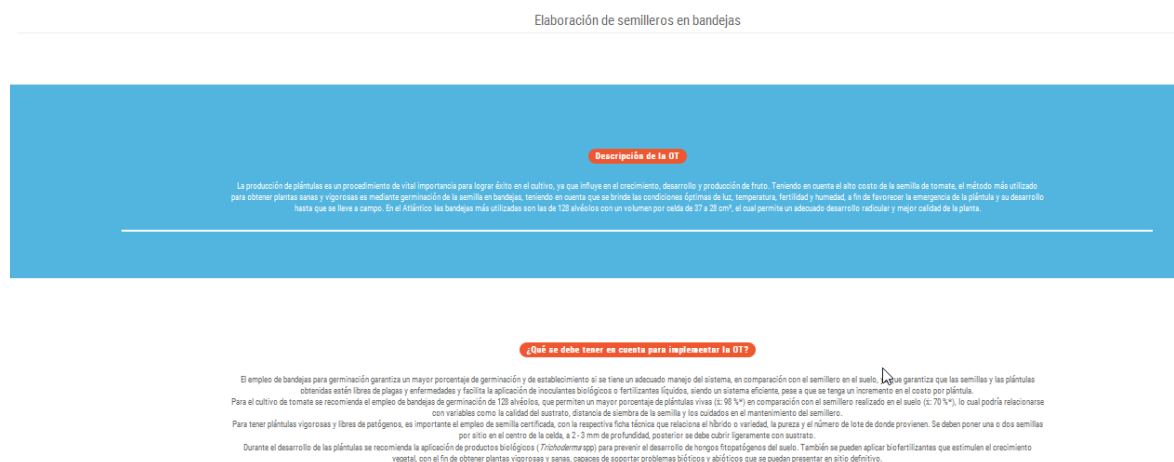 Elaboración de semilleros en bandejas
Descripción de la OT
La producción de plántulas es un procedimiento de vital importancia para lograr éxito en el cultivo, ya que influye en el crecimiento, desarrollo y producción de fruto. Teniendo en cuenta el alto costo de la semilla de tomate, el método más utilizado
para obtener plantas sanas y vigorosas es mediante germinación de la semilla en bandejas, teniendo en cuenta que se brinde las condiciones óptimas de luz, temperatura, fertilidad y humedad, a fin de favorecer la emergencia de la plántula y su desarrollo
hasta que se lleve a campo. En el Atlántico las bandejas más utilizadas son las de 128 alvéolos con un volumen por celda de 37 a 28 cm³, el cual permite un adecuado desarrollo radicular y mejor calidad de la planta.
¿Qué se debe tener en cuenta para implementar la OT?
El empleo de bandejas para germinación garantiza un mayor porcentaje de germinación y de establecimiento si se tiene un adecuado manejo del sistema, en comparación con el semillero en el suelo, que garantiza que las semillas y las plántulas
obtenidas estén libres de plagas y enfermedades y facilita la aplicación de inoculantes biológicos o fertilizantes líquidos, siendo un sistema eficiente, pese a que se tenga un incremento en el costo por plántula.
Para el cultivo de tomate se recomienda el empleo de bandejas de germinación de 128 alvéolos, que permiten un mayor porcentaje de plántulas vivas (x̄: 98 %*) en comparación con el semillero realizado en el suelo (x̄: 70 %*), lo cual podría relacionarse
con variables como la calidad del sustrato, distancia de siembra de la semilla y los cuidados en el mantenimiento del semillero.
Para tener plántulas vigorosas y libres de patógenos, es importante el empleo de semilla certificada, con la respectiva ficha técnica que relaciona el híbrido o variedad, la pureza y el número de lote de donde provienen. Se deben poner una o dos semillas
por sitio en el centro de la celda, a 2 - 3 mm de profundidad, posterior se debe cubrir ligeramente con sustrato.
Durante el desarrollo de las plántulas se recomienda la aplicación de productos biológicos (Trichoderma spp) para prevenir el desarrollo de hongos fitopatógenos del suelo. También se pueden aplicar biofertilizantes que estimulen el crecimiento
vegetal, con el fin de obtener plantas vigorosas y sanas, capaces de soportar problemas bióticos y abióticos que se puedan presentar en sitio definitivo.